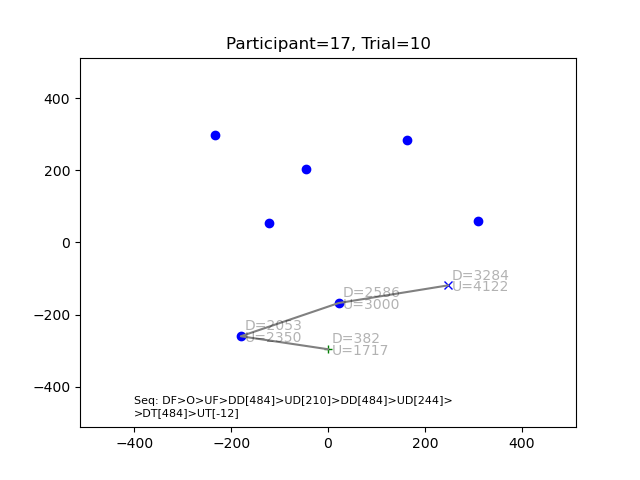 Participant=17, Trial=10
400
200
0
−200
−400
D=3284
U=4122
D=2586
U=3000
D=2053
U=2350
D=382
U=1717
Seq: DF>O>UF>DD[484]>UD[210]>DD[484]>UD[244]>
>DT[484]>UT[-12]
−400 −200 0 200 400